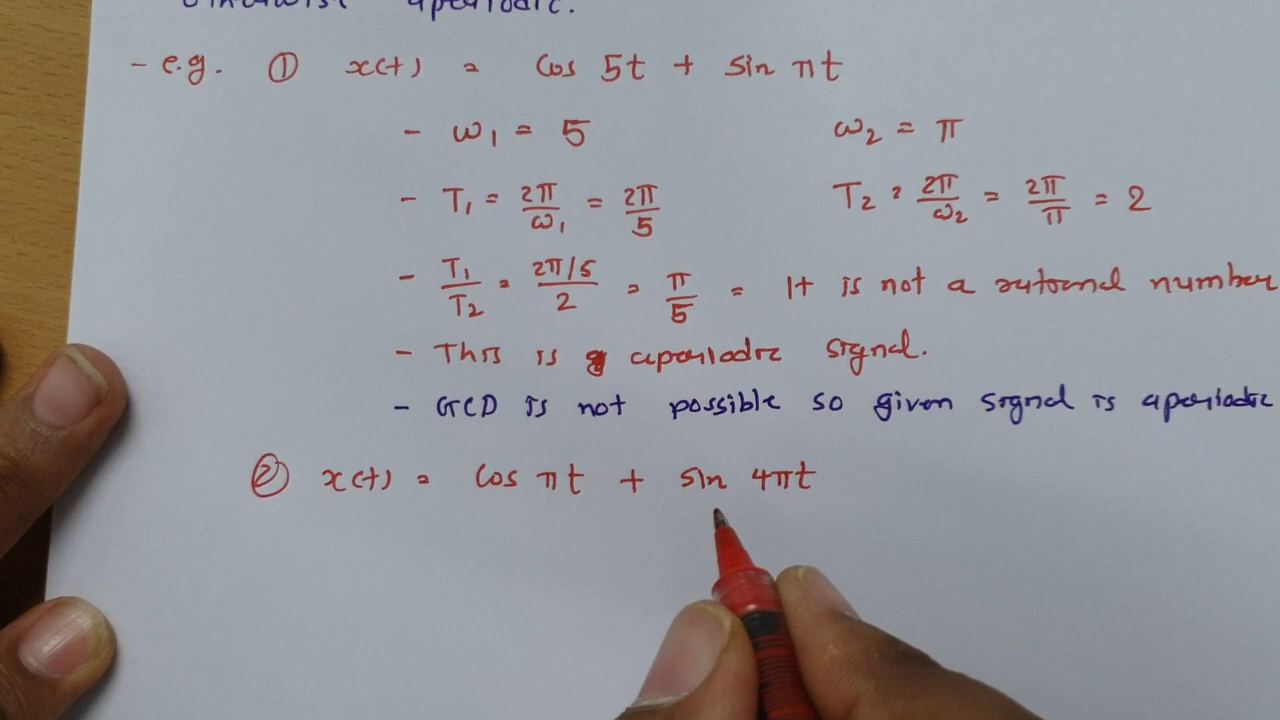 otherwise aperiodic.
- e.g. ① x(t) = cos 5t + sin πt
- ω₁ = 5 ω₂ = π
- T₁ = 2π/ω₁ = 2π/5 T₂ = 2π/ω₂ = 2π/π = 2
- T₁/T₂ = 2π/5/2 = π/5 = It is not a rational number
- This is aperiodic signal.
- GCD is not possible so given signal is aperiodic
② x(t) = cos πt + sin 4πt